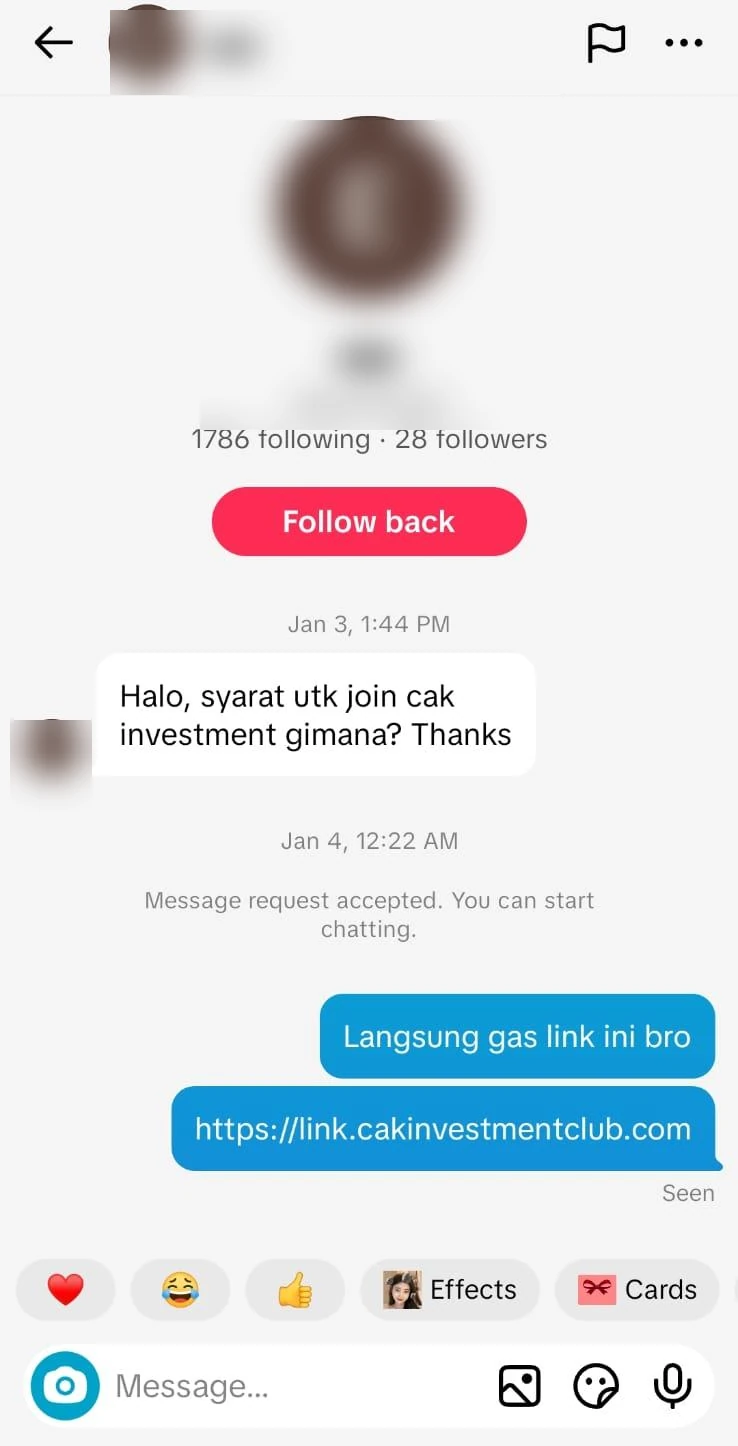 1786 following · 28 followers
Follow back
Jan 3, 1:44 PM
Halo, syarat utk join cak
investment gimana? Thanks
Jan 4, 12:22 AM
Message request accepted. You can start
chatting.
Langsung gas link ini bro
https://link.cakinvestmentclub.com
Seen
Effects
Cards
Message...